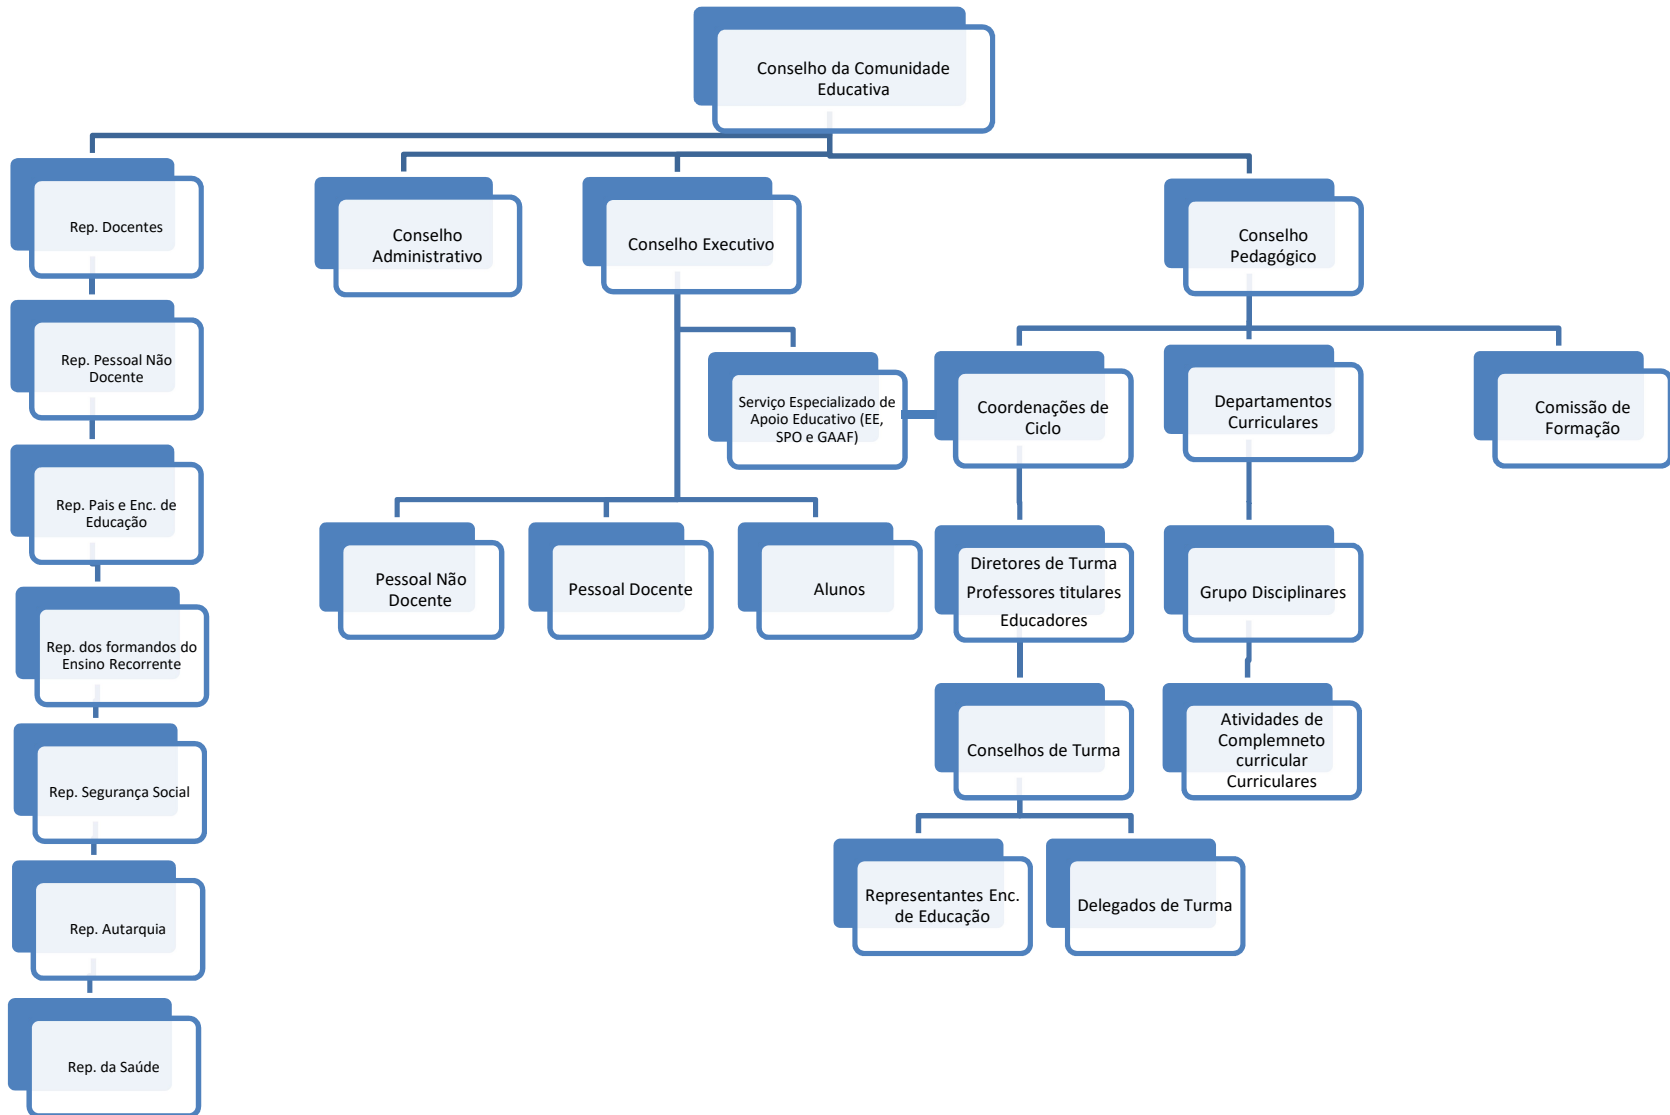 Conselho da Comunidade
Educativa
Rep. Docentes
Conselho
Administrativo
Conselho Executivo
Conselho
Pedagógico
Rep. Pessoal Não
Docente
Serviço Especializado de
Apoio Educativo (EE,
SPO e GAAF)
Coordenações de
Ciclo
Departamentos
Curriculares
Comissão de
Formação
Rep. Pais e Enc. de
Educação
Pessoal Não
Docente
Pessoal Docente
Alunos
Diretores de Turma
Professores titulares
Educadores
Grupo Disciplinares
Rep. dos formandos do
Ensino Recorrente
Conselhos de Turma
Atividades de
Complemneto
curricular
Curriculares
Rep. Segurança Social
Representantes Enc.
de Educação
Delegados de Turma
Rep. Autarquia
Rep. da Saúde